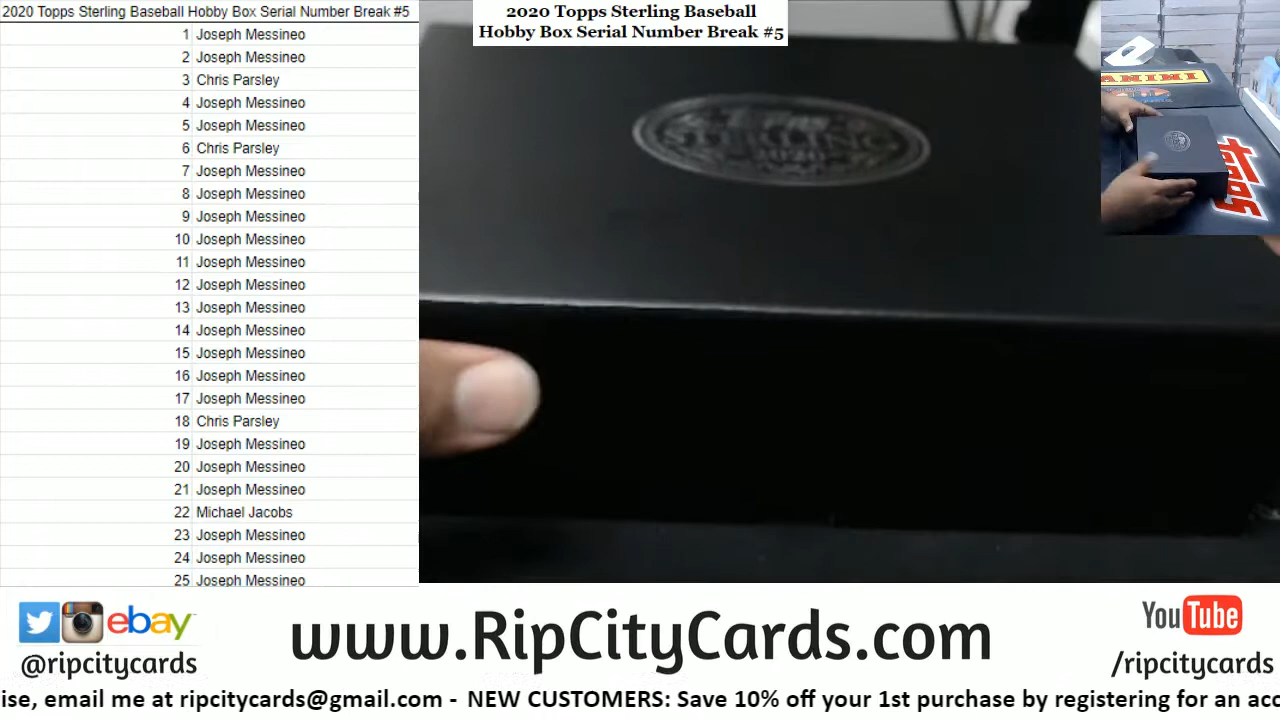 2020 Topps Sterling Baseball Hobby Box Serial Number Break #5
1 Joseph Messineo
2 Joseph Messineo
3 Chris Parsley
4 Joseph Messineo
5 Joseph Messineo
6 Chris Parsley
7 Joseph Messineo
8 Joseph Messineo
9 Joseph Messineo
10 Joseph Messineo
11 Joseph Messineo
12 Joseph Messineo
13 Joseph Messineo
14 Joseph Messineo
15 Joseph Messineo
16 Joseph Messineo
17 Joseph Messineo
18 Chris Parsley
19 Joseph Messineo
20 Joseph Messineo
21 Joseph Messineo
22 Michael Jacobs
23 Joseph Messineo
24 Joseph Messineo
25 Joseph Messineo
2020 Topps Sterling Baseball
Hobby Box Serial Number Break #5
Topps
STERLING
2020
PANINI
topps
ebay
@ripcitycards
www.RipCityCards.com
YouTube
/ripcitycards
ise, email me at ripcitycards@gmail.com - NEW CUSTOMERS: Save 10% off your 1st purchase by registering for an acc